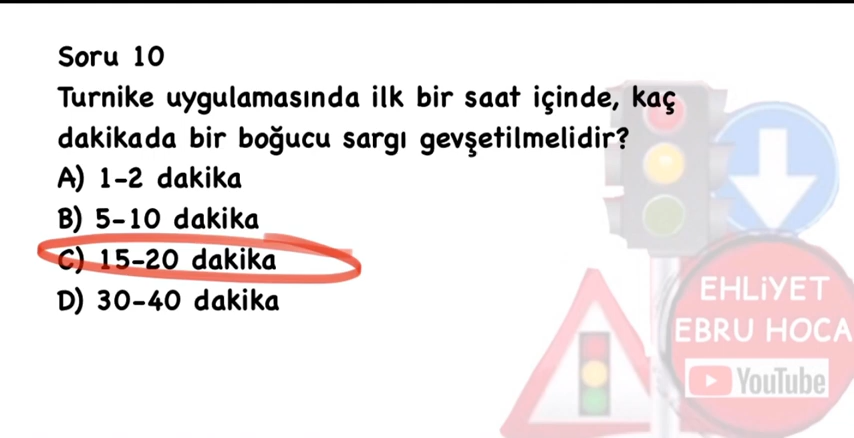 Soru 10
Turnike uygulamasında ilk bir saat içinde, kaç
dakikada bir boğucu sargı gevşetilmelidir?
A) 1-2 dakika
B) 5-10 dakika
C) 15-20 dakika
D) 30-40 dakika
EHLİYET
EBRU HOCA
YouTube